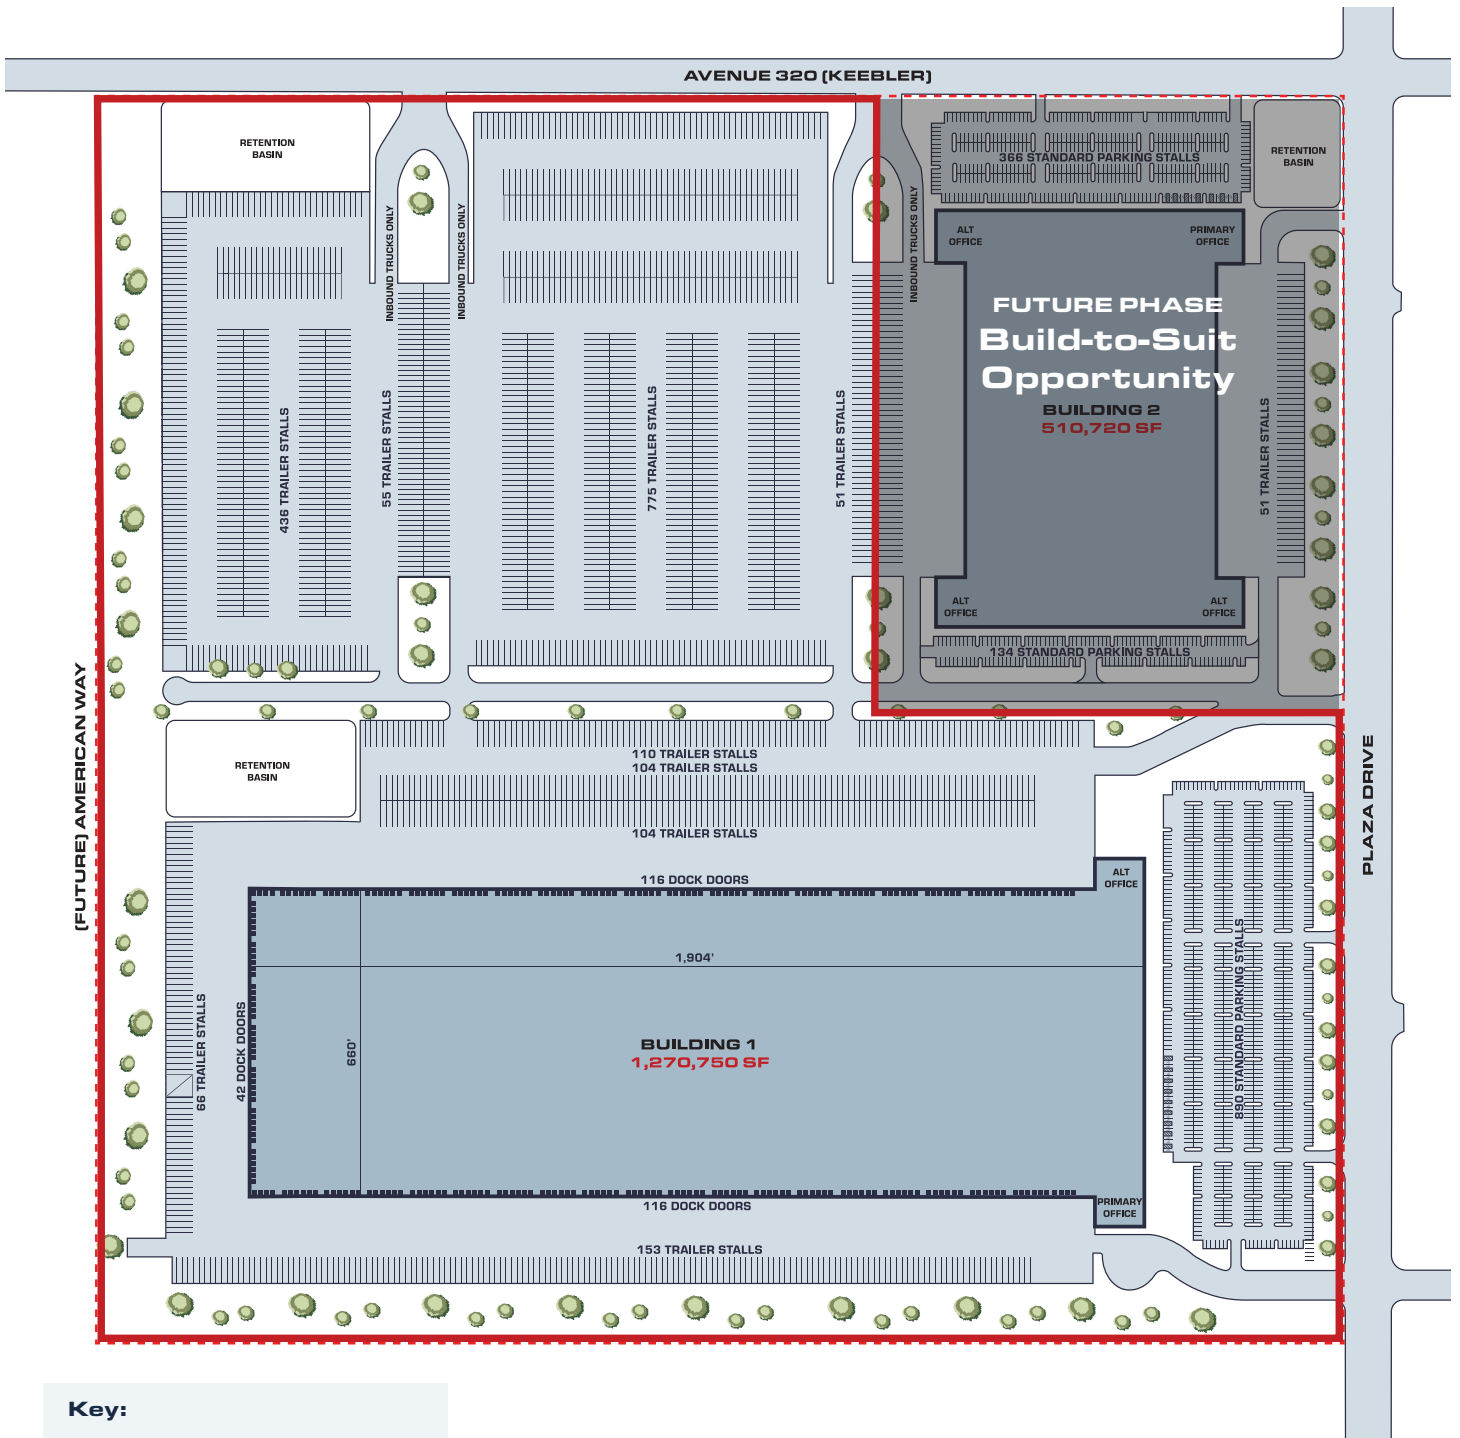 AVENUE 320 (KEEBLER)
RETENTION
BASIN
366 STANDARD PARKING STALLS
RETENTION
BASIN
INBOUND TRUCKS ONLY
INBOUND TRUCKS ONLY
INBOUND TRUCKS ONLY
ALT
OFFICE
PRIMARY
OFFICE
FUTURE PHASE
Build-to-Suit
Opportunity
BUILDING 2
510,720 SF
436 TRAILER STALLS
55 TRAILER STALLS
775 TRAILER STALLS
51 TRAILER STALLS
51 TRAILER STALLS
ALT
OFFICE
ALT
OFFICE
134 STANDARD PARKING STALLS
(FUTURE) AMERICAN WAY
PLAZA DRIVE
RETENTION
BASIN
110 TRAILER STALLS
104 TRAILER STALLS
104 TRAILER STALLS
116 DOCK DOORS
ALT
OFFICE
1,904'
660'
66 TRAILER STALLS
42 DOCK DOORS
BUILDING 1
1,270,750 SF
890 STANDARD PARKING STALLS
116 DOCK DOORS
PRIMARY
OFFICE
153 TRAILER STALLS
Key: